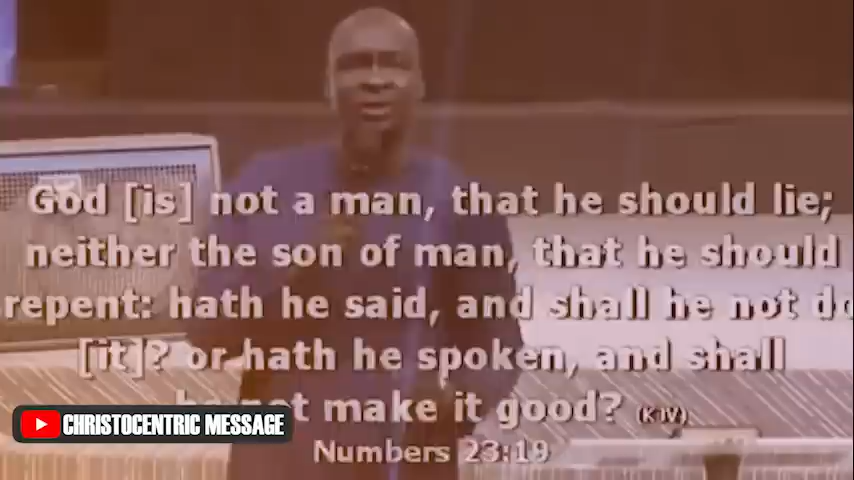 God [is] not a man, that he should lie;
neither the son of man, that he should
repent: hath he said, and shall he not do
[it]? or hath he spoken, and shall
not make it good? (KJV)
Numbers 23:19
CHRISTOCENTRIC MESSAGE